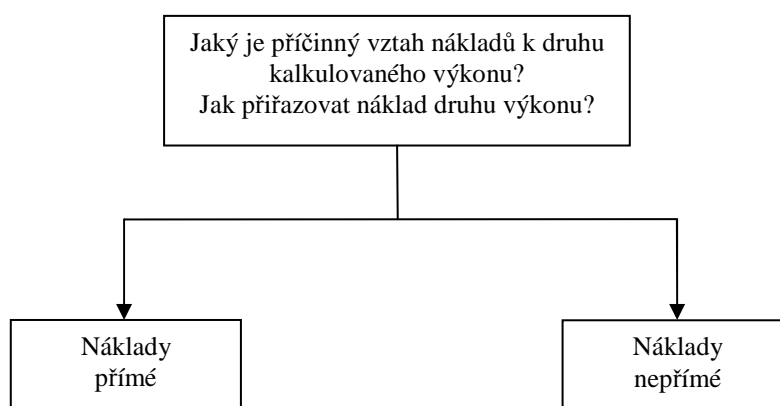 Jaký je příčinný vztah nákladů k druhu
kalkulovaného výkonu?
Jak přiřazovat náklad druhu výkonu?
Náklady
přímé
Náklady
nepřímé